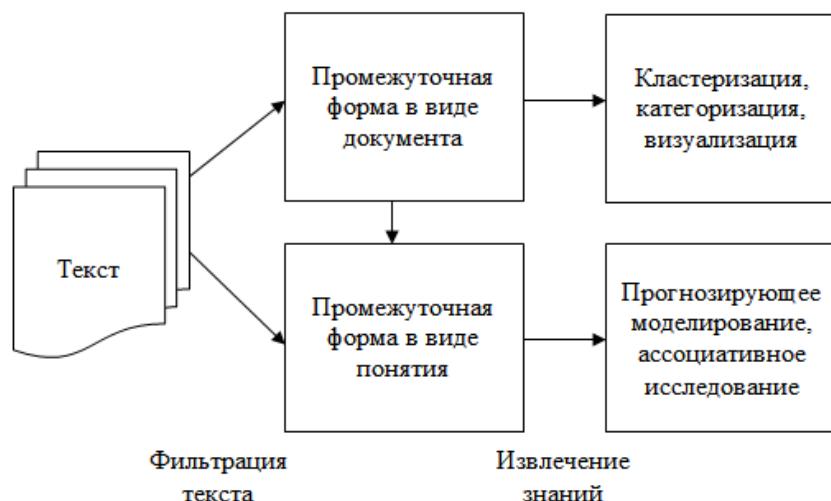 Текст
Промежуточная
форма в виде
документа
Кластеризация,
категоризация,
визуализация
Промежуточная
форма в виде
понятия
Прогнозирующее
моделирование,
ассоциативное
исследование
Фильтрация
текста
Извлечение
знаний